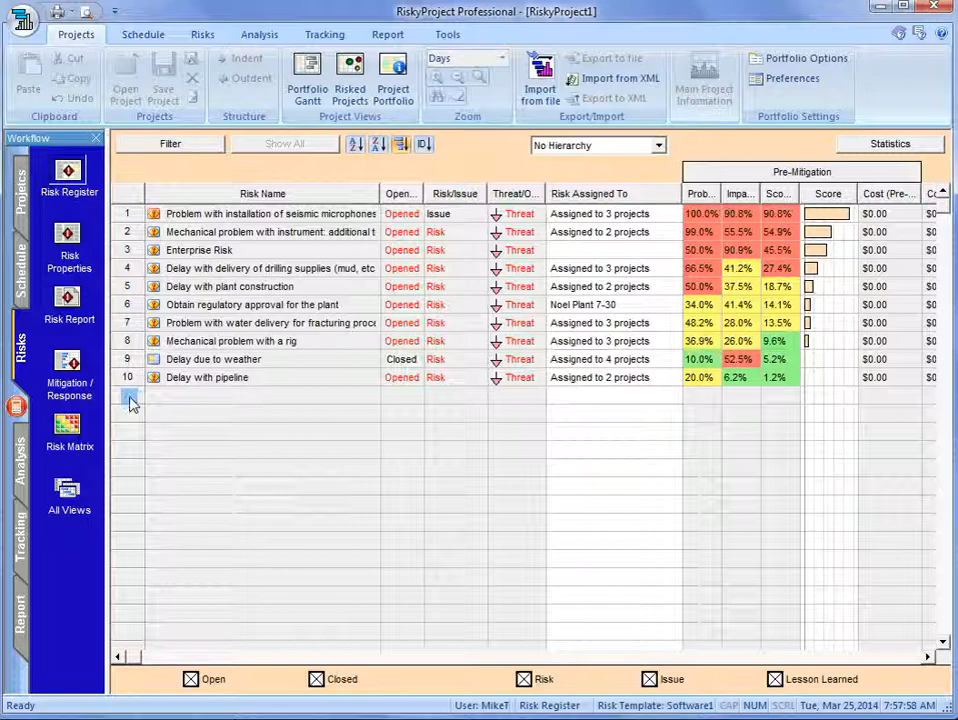 RiskyProject Professional - [RiskyProject1]
Projects Schedule Risks Analysis Tracking Report Tools
Paste Cut Copy Undo
Clipboard
Open Project Save Project
Projects
Indent Outdent
Structure
Portfolio Gantt Risked Projects Project Portfolio
Project Views
Days
Zoom
Import from file Export to file Import from XML Export to XML
Export/Import
Main Project Information
Portfolio Options Preferences
Portfolio Settings
Workflow
Projects
Schedule
Risks
Analysis
Tracking
Report
Risk Register
Risk Properties
Risk Report
Mitigation / Response
Risk Matrix
All Views
Filter Show All No Hierarchy Statistics
Pre-Mitigation
Risk Name Open... Risk/Issue Threat/O... Risk Assigned To Prob... Impa... Sco... Score Cost (Pre-...
1 Problem with installation of seismic microphones Opened Issue Threat Assigned to 3 projects 100.0% 90.8% 90.8% $0.00 $0
2 Mechanical problem with instrument: additional t Opened Risk Threat Assigned to 2 projects 99.0% 55.5% 54.9% $0.00 $0
3 Enterprise Risk Opened Risk Threat 50.0% 90.9% 45.5% $0.00 $0
4 Delay with delivery of drilling supplies (mud, etc Opened Risk Threat Assigned to 3 projects 66.5% 41.2% 27.4% $0.00 $0
5 Delay with plant construction Opened Risk Threat Assigned to 2 projects 50.0% 37.5% 18.7% $0.00 $0
6 Obtain regulatory approval for the plant Opened Risk Threat Noel Plant 7-30 34.0% 41.4% 14.1% $0.00 $0
7 Problem with water delivery for fracturing proce Opened Risk Threat Assigned to 3 projects 48.2% 28.0% 13.5% $0.00 $0
8 Mechanical problem with a rig Opened Risk Threat Assigned to 3 projects 36.9% 26.0% 9.6% $0.00 $0
9 Delay due to weather Closed Risk Threat Assigned to 4 projects 10.0% 52.5% 5.2% $0.00 $0
10 Delay with pipeline Opened Risk Threat Assigned to 2 projects 20.0% 6.2% 1.2% $0.00 $0
Open Closed Risk Issue Lesson Learned
Ready User: MikeT Risk Register Risk Template: Software1 CAP NUM SCRL Tue, Mar 25,2014 7:57:58 AM